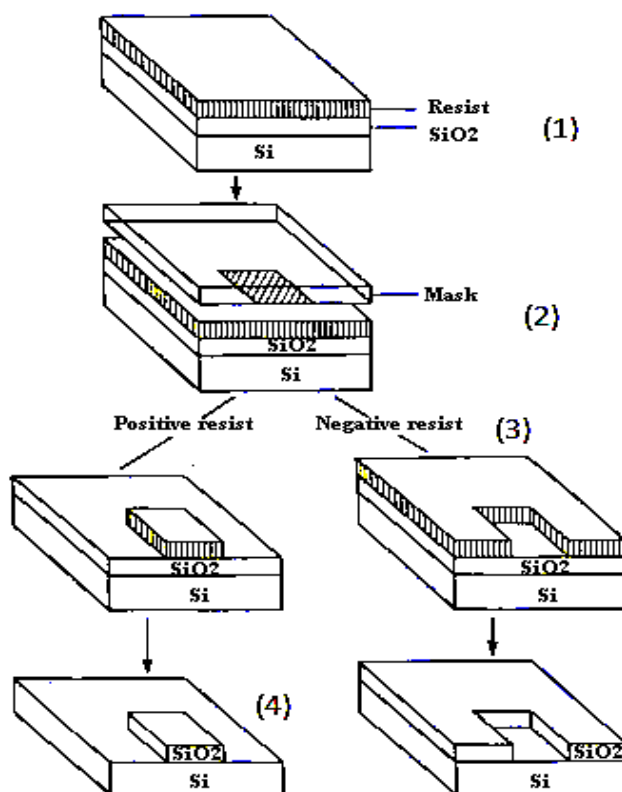 Resist
(1)
SiO2
Si
Mask
(2)
SiO2
Si
Positive resist
Negative resist
(3)
SiO2
Si
SiO2
Si
(4)
SiO2
Si
SiO2
Si